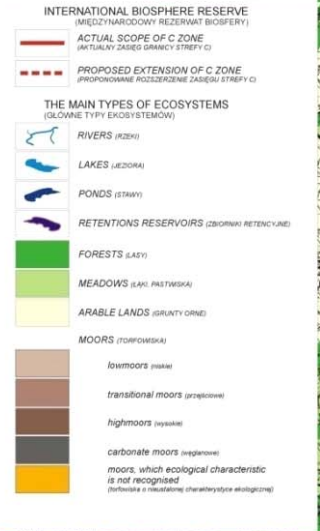 INTERNATIONAL BIOSPHERE RESERVE
(MIĘDZYNARODOWY REZERWAT BIOSFERY)
ACTUAL SCOPE OF C ZONE
(AKTUALNY ZASIĘG GRANICY STREFY C)
PROPOSED EXTENSION OF C ZONE
(PROPONOWANE ROZSZERZENIE ZASIĘGU STREFY C)
THE MAIN TYPES OF ECOSYSTEMS
(GŁÓWNE TYPY EKOSYSTEMÓW)
RIVERS (RZEKI)
LAKES (JEZIORA)
PONDS (STAWY)
RETENTIONS RESERVOIRS (ZBIORNIKI RETENCYJNE)
FORESTS (LASY)
MEADOWS (ŁĄKI, PASTWISKA)
ARABLE LANDS (GRUNTY ORNE)
MOORS (TORFOWISKA)
lowmoors (niskie)
transitional moors (przejściowe)
highmoors (wysokie)
carbonate moors (węglanowe)
moors, which ecological characteristic
is not recognised
(torfowiska o nieustalonej charakterystyce ekologicznej)